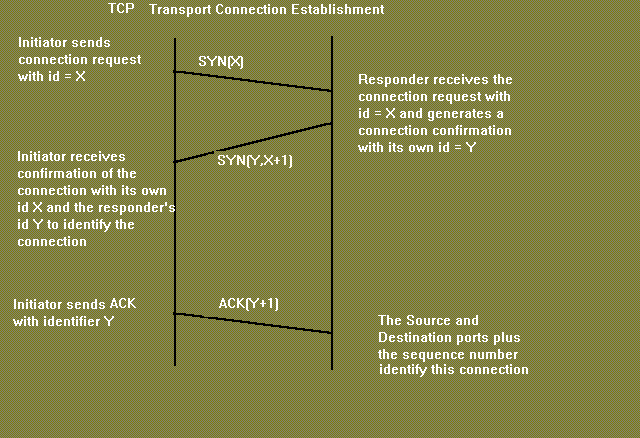 TCP Transport Connection Establishment
Initiator sends
connection request
with id = X
SYN(X)
Responder receives the
connection request with
id = X and generates a
connection confirmation
with its own id = Y
Initiator receives
confirmation of the
connection with its own
id X and the responder's
id Y to identify the
connection
SYN(Y,X+1)
Initiator sends ACK
with identifier Y
ACK(Y+1)
The Source and
Destination ports plus
the sequence number
identify this connection